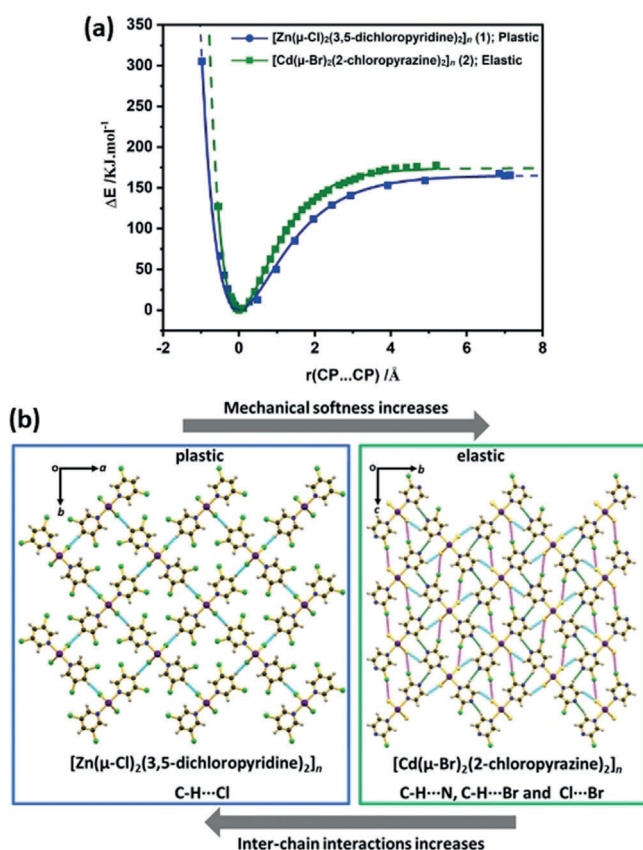 (a)
[Zn(μ-Cl)2(3,5-dichloropyridine)2]n (1); Plastic
[Cd(μ-Br)2(2-chloropyrazine)2]n (2); Elastic
350
300
250
200
150
100
50
0
ΔE /KJ.mol-1
-2 0 2 4 6 8
r(CP...CP) /Å
(b)
Mechanical softness increases
plastic
elastic
o a
b
o b
c
[Zn(μ-Cl)2(3,5-dichloropyridine)2]n
C-H···Cl
[Cd(μ-Br)2(2-chloropyrazine)2]n
C-H···N, C-H···Br and Cl···Br
Inter-chain interactions increases